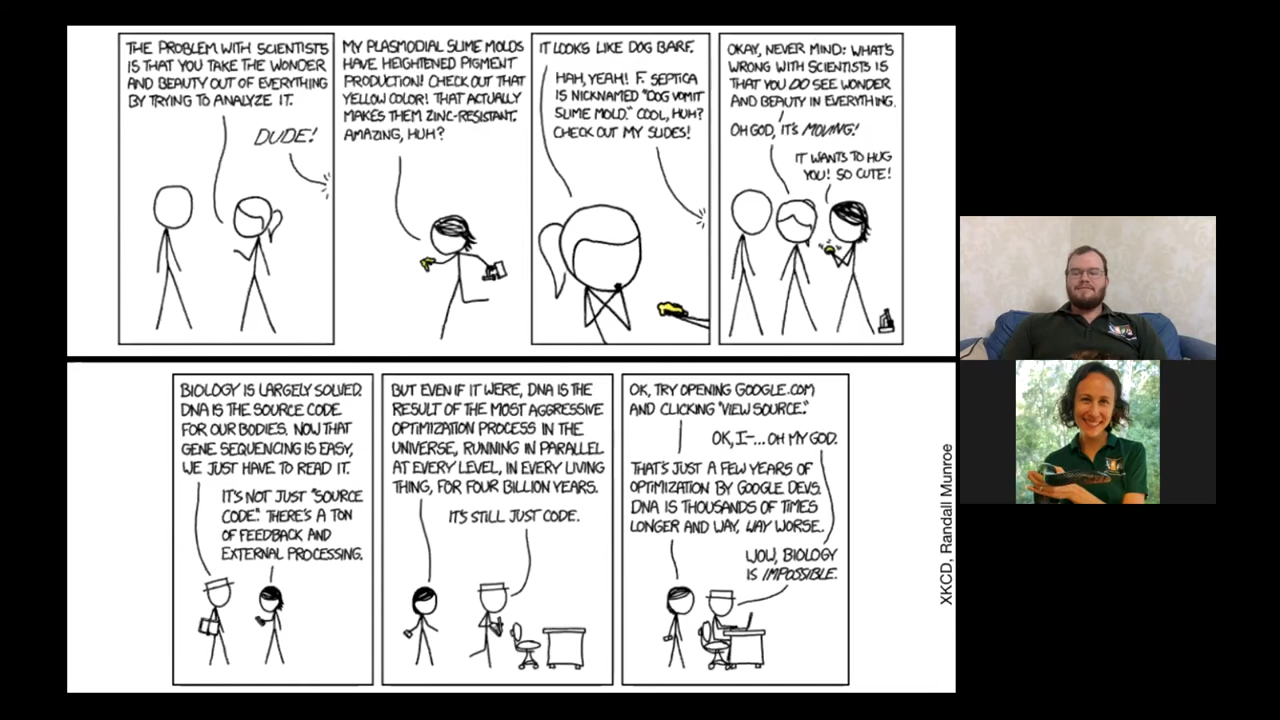 THE PROBLEM WITH SCIENTISTS
IS THAT YOU TAKE THE WONDER
AND BEAUTY OUT OF EVERYTHING
BY TRYING TO ANALYZE IT.
DUDE!
MY PLASMODIAL SLIME MOLDS
HAVE HEIGHTENED PIGMENT
PRODUCTION! CHECK OUT THAT
YELLOW COLOR! THAT ACTUALLY
MAKES THEM ZINC-RESISTANT.
AMAZING, HUH?
IT LOOKS LIKE DOG BARF.
HAH, YEAH! F. SEPTICA
IS NICKNAMED "DOG VOMIT
SLIME MOLD." COOL, HUH?
CHECK OUT MY SLIDES!
OKAY, NEVER MIND: WHAT'S
WRONG WITH SCIENTISTS IS
THAT YOU DO SEE WONDER
AND BEAUTY IN EVERYTHING.
OH GOD, IT'S MOVING!
IT WANTS TO HUG
YOU! SO CUTE!
BIOLOGY IS LARGELY SOLVED.
DNA IS THE SOURCE CODE
FOR OUR BODIES. NOW THAT
GENE SEQUENCING IS EASY,
WE JUST HAVE TO READ IT.
IT'S NOT JUST "SOURCE
CODE". THERE'S A TON
OF FEEDBACK AND
EXTERNAL PROCESSING.
BUT EVEN IF IT WERE, DNA IS THE
RESULT OF THE MOST AGGRESSIVE
OPTIMIZATION PROCESS IN THE
UNIVERSE, RUNNING IN PARALLEL
AT EVERY LEVEL, IN EVERY LIVING
THING, FOR FOUR BILLION YEARS.
IT'S STILL JUST CODE.
OK, TRY OPENING GOOGLE.COM
AND CLICKING "VIEW SOURCE."
OK, I-... OH MY GOD.
THAT'S JUST A FEW YEARS OF
OPTIMIZATION BY GOOGLE DEVS.
DNA IS THOUSANDS OF TIMES
LONGER AND WAY, WAY WORSE.
WOW, BIOLOGY
IS IMPOSSIBLE.
XKCD, Randall Munroe